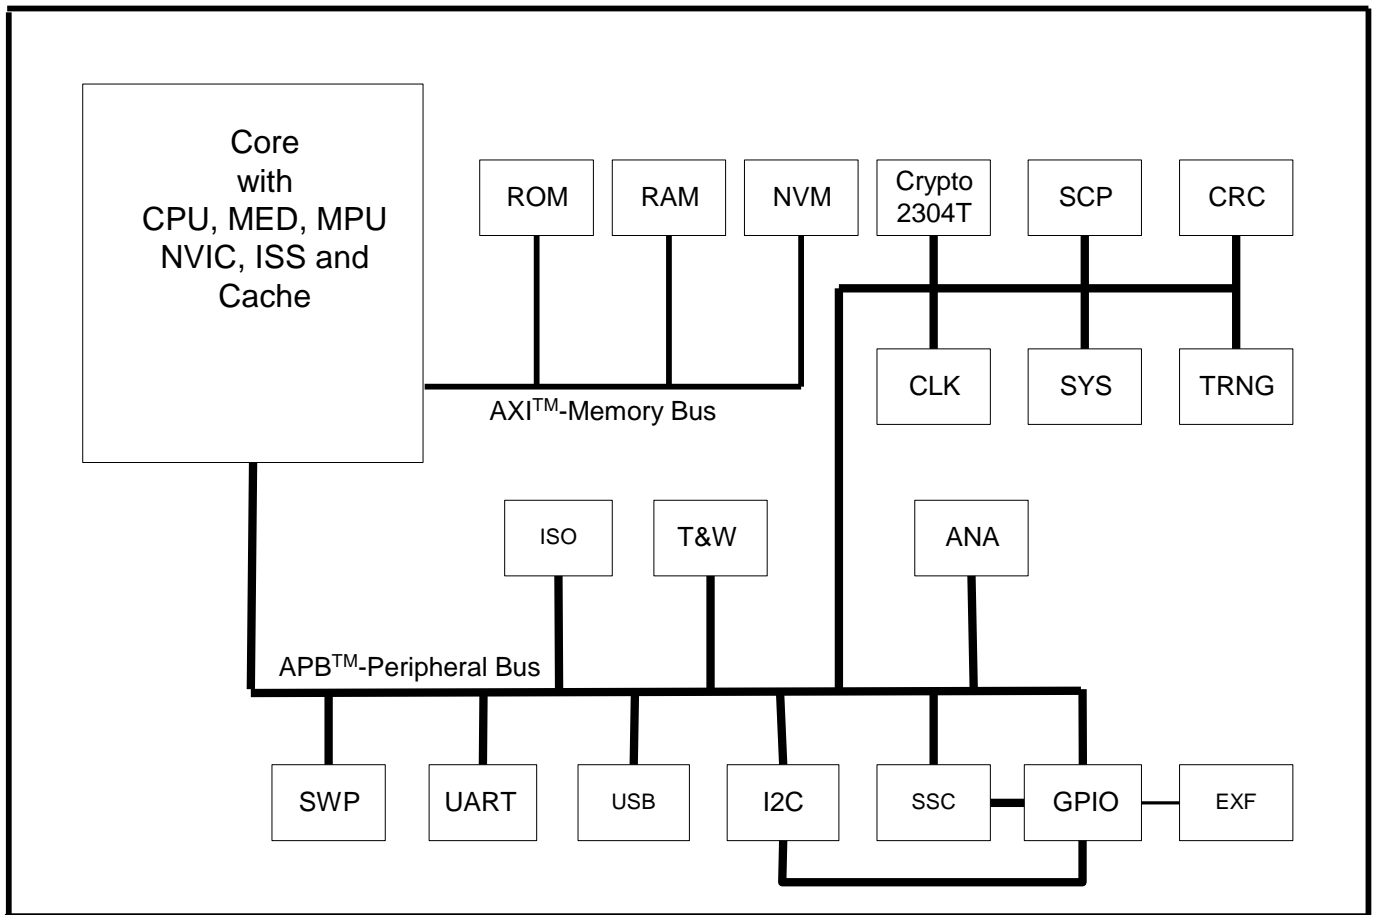 Core
with
CPU, MED, MPU
NVIC, ISS and
Cache
ROM
RAM
NVM
Crypto
2304T
SCP
CRC
CLK
SYS
TRNG
AXI™-Memory Bus
ISO
T&W
ANA
APB™-Peripheral Bus
SWP
UART
USB
I2C
SSC
GPIO
EXF